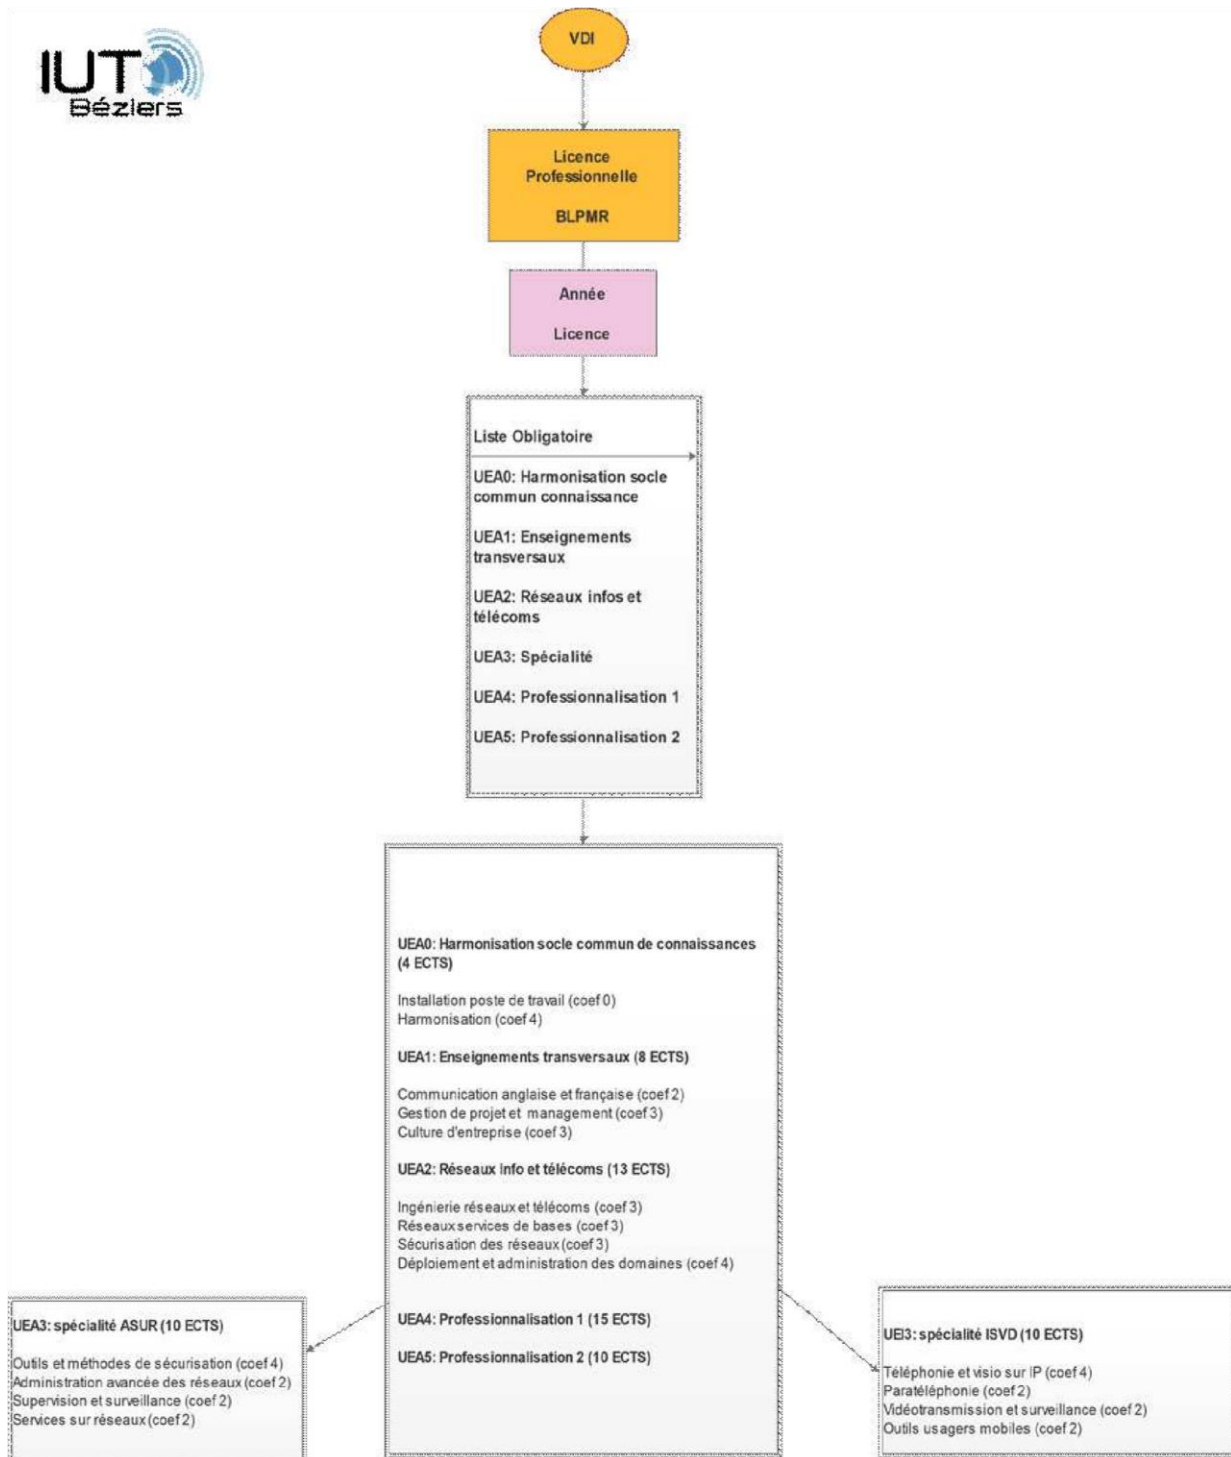 IUT
Béziers
VDI
Licence
Professionnelle
BLPMR
Année
Licence
Liste Obligatoire
UEA0: Harmonisation socle
commun connaissance
UEA1: Enseignements
transversaux
UEA2: Réseaux infos et
télécoms
UEA3: Spécialité
UEA4: Professionnalisation 1
UEA5: Professionnalisation 2
UEA0: Harmonisation socle commun de connaissances
(4 ECTS)
Installation poste de travail (coef 0)
Harmonisation (coef 4)
UEA1: Enseignements transversaux (8 ECTS)
Communication anglaise et française (coef 2)
Gestion de projet et management (coef 3)
Culture d'entreprise (coef 3)
UEA2: Réseaux info et télécoms (13 ECTS)
Ingénierie réseaux et télécoms (coef 3)
Réseaux services de bases (coef 3)
Sécurisation des réseaux (coef 3)
Déploiement et administration des domaines (coef 4)
UEA4: Professionnalisation 1 (15 ECTS)
UEA5: Professionnalisation 2 (10 ECTS)
UEA3: spécialité ASUR (10 ECTS)
Outils et méthodes de sécurisation (coef 4)
Administration avancée des réseaux (coef 2)
Supervision et surveillance (coef 2)
Services sur réseaux (coef 2)
UEI3: spécialité ISVD (10 ECTS)
Téléphonie et visio sur IP (coef 4)
Paratéléphonie (coef 2)
Vidéotransmission et surveillance (coef 2)
Outils usagers mobiles (coef 2)